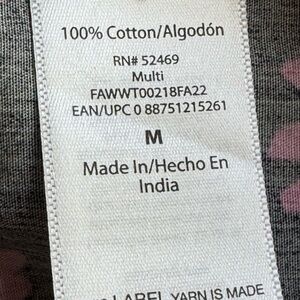 100% Cotton/Algodón
RN# 52469
Multi
FAWWT00218FA22
EAN/UPC 0 88751215261
M
Made In/Hecho En
India
LABEL YARN IS MADE